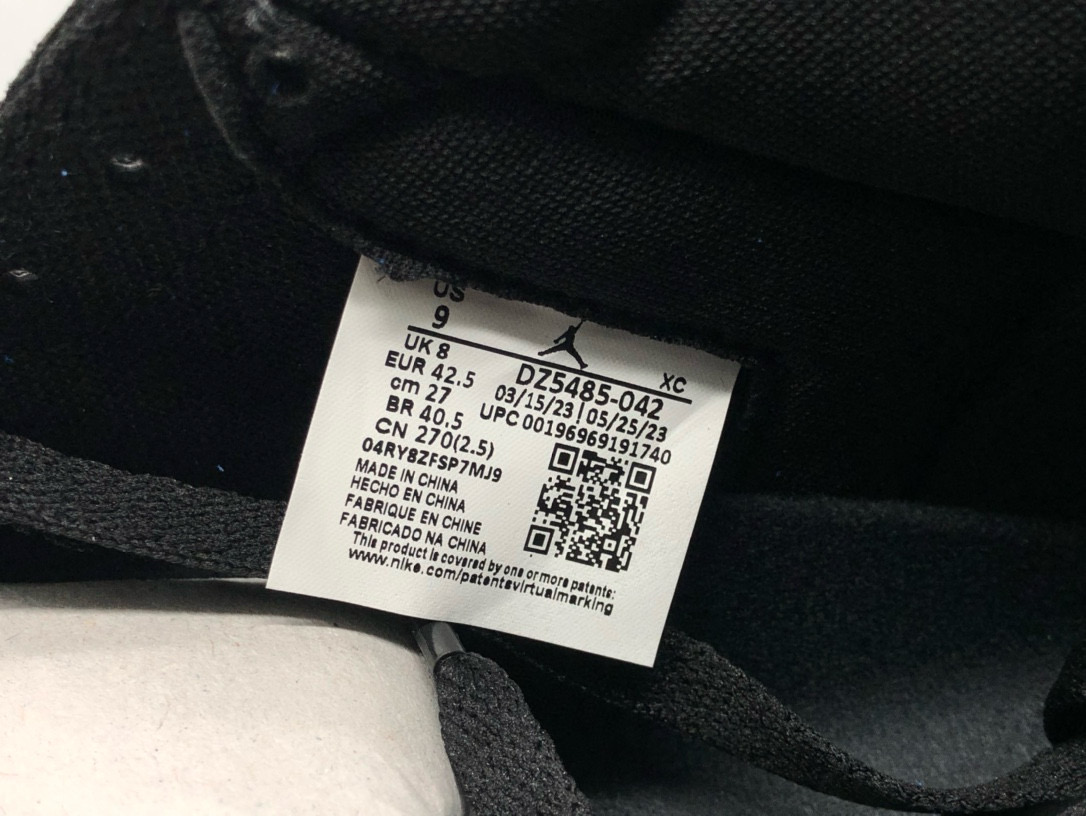 US
9
UK 8
EUR 42.5
cm 27
BR 40.5
CN 270(2.5)
04RY8ZFSP7MJ9
XC
DZ5485-042
03/15/23|05/25/23
UPC 00196969191740
MADE IN CHINA
HECHO EN CHINA
FABRIQUE EN CHINE
FABRICADO NA CHINA
This product is covered by one or more patents:
www.nike.com/patentsvirtualmarking